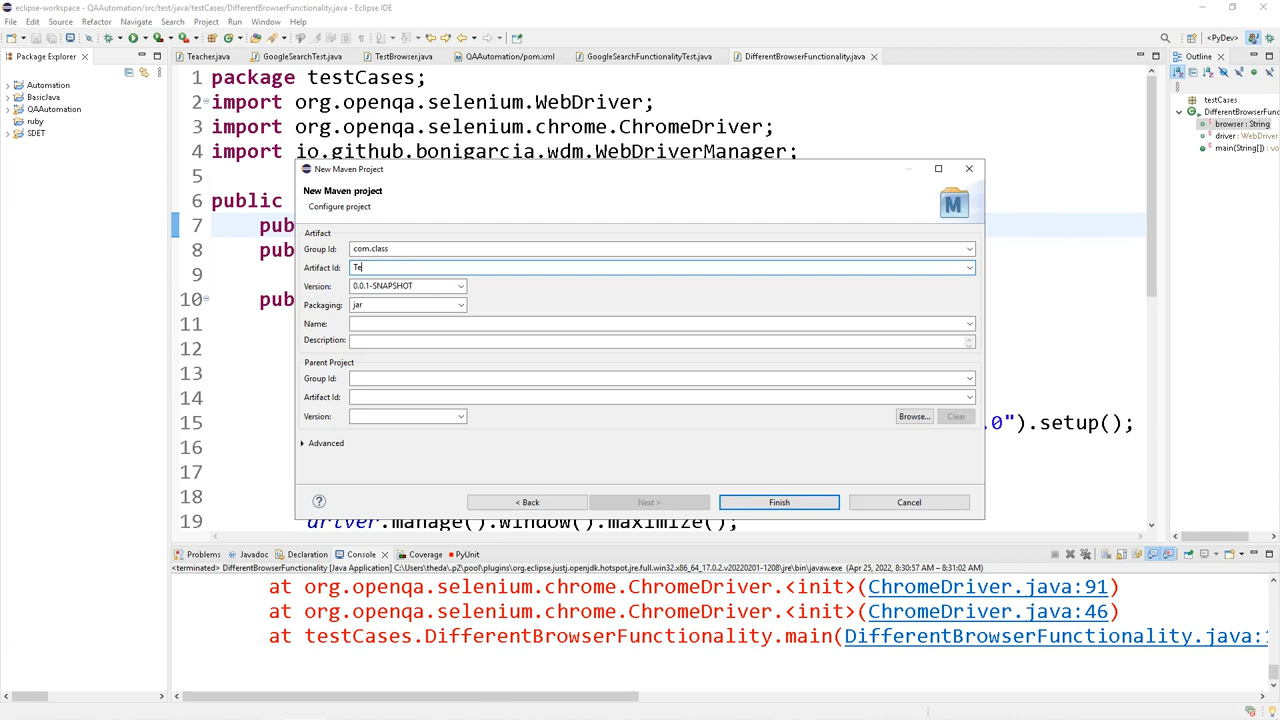 eclipse-workspace - QAAutomation/src/test/java/testCases/DifferentBrowserFunctionality.java - Eclipse IDE
File Edit Source Refactor Navigate Search Project Run Window Help
<PyDev>
Package Explorer
Teacher.java
GoogleSearchTest.java
TestBrowser.java
QAAutomation/pom.xml
GoogleSearchFunctionalityTest.java
DifferentBrowserFunctionality.java
Outline
Automation
BasicJava
QAAutomation
ruby
SDET
1 package testCases;
2 import org.openqa.selenium.WebDriver;
3 import org.openqa.selenium.chrome.ChromeDriver;
4 import io.github.bonigarcia.wdm.WebDriverManager;
5
6 public
7 pub
8 pub
9
10 pub
11
12
13
14
15 .0").setup();
16
17
18
19 driver.manage().window().maximize();
testCases
DifferentBrowserFunc
browser: String
driver: WebDriver
main(String[]) : vo
New Maven Project
New Maven project
Configure project
M
Artifact
Group Id: com.class
Artifact Id: Te
Version: 0.0.1-SNAPSHOT
Packaging: jar
Name:
Description:
Parent Project
Group Id:
Artifact Id:
Version:
Browse... Clear
Advanced
< Back Next > Finish Cancel
Problems Javadoc Declaration Console Coverage PyUnit
<terminated> DifferentBrowserFunctionality [Java Application] C:\Users\theda\.p2\pool\plugins\org.eclipse.justj.openjdk.hotspot.jre.full.win32.x86_64_17.0.2.v20220201-1208\jre\bin\javaw.exe (Apr 25, 2022, 8:30:57 AM – 8:31:02 AM)
at org.openqa.selenium.chrome.ChromeDriver.<init>(ChromeDriver.java:91)
at org.openqa.selenium.chrome.ChromeDriver.<init>(ChromeDriver.java:46)
at testCases.DifferentBrowserFunctionality.main(DifferentBrowserFunctionality.java:1